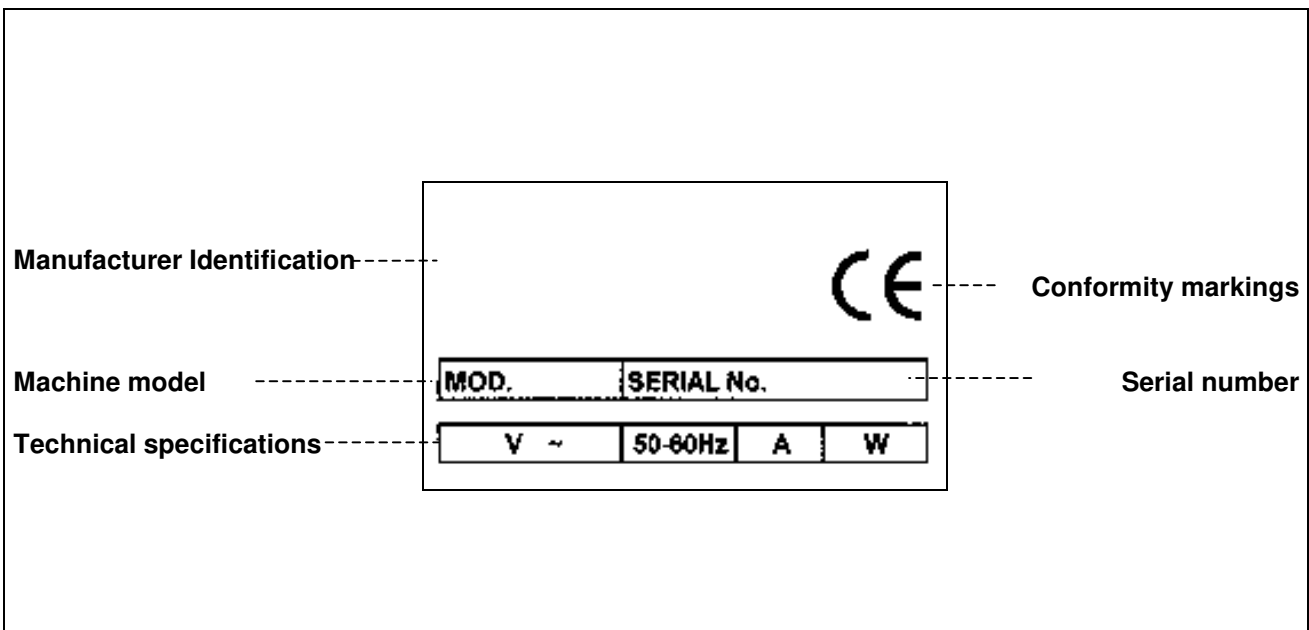 Manufacturer Identification
CE
Conformity markings
Machine model
MOD. SERIAL No.
Serial number
Technical specifications
V ~ 50-60Hz A W